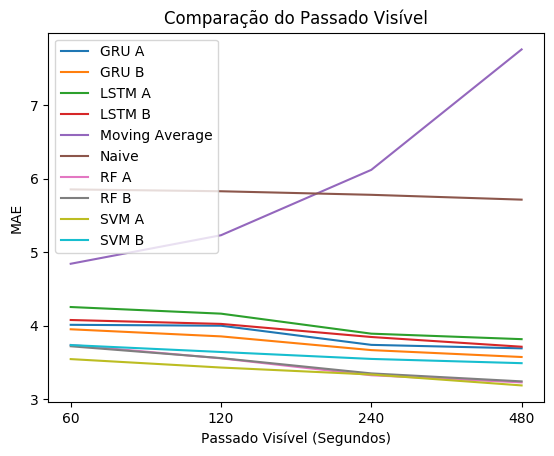 Comparação do Passado Visível
GRU A
GRU B
LSTM A
LSTM B
Moving Average
Naive
RF A
RF B
SVM A
SVM B
MAE
7
6
5
4
3
60
120
240
480
Passado Visível (Segundos)